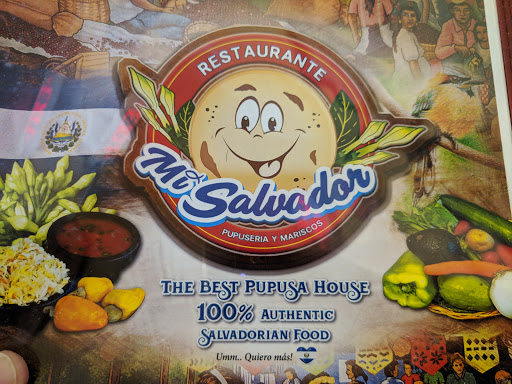 RESTAURANTE
Mi Salvador
PUPUSERIA Y MARISCOS
THE BEST PUPUSA HOUSE
100% AUTHENTIC
SALVADORIAN FOOD
Umm.. Quiero más!